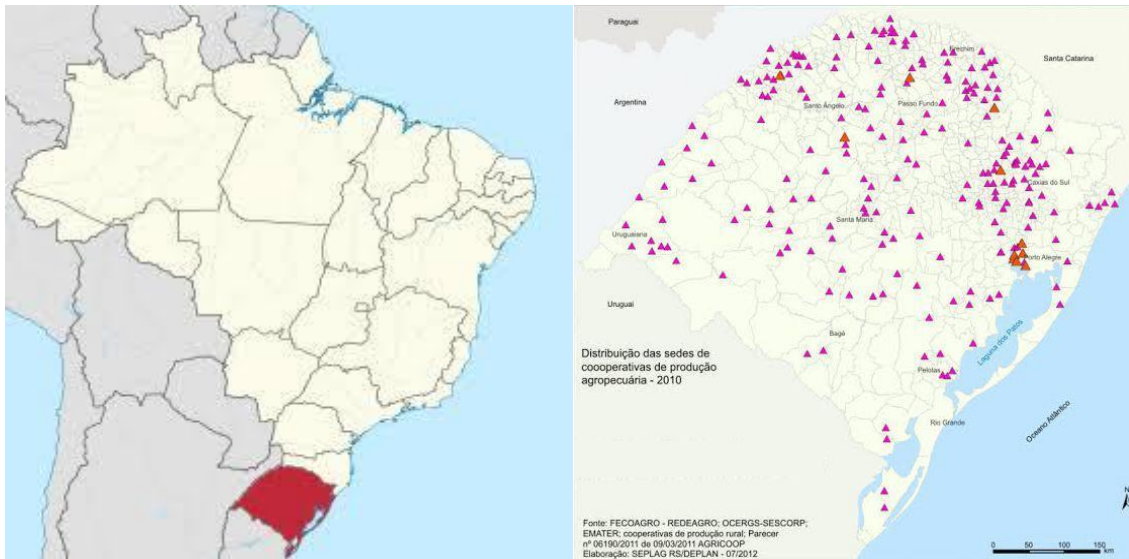 Paraguai
Santa Catarina
Erechim
Argentina
Santo Ângelo
Passo Fundo
Caxias do Sul
Santa Maria
Uruguaiana
Porto Alegre
Uruguai
Bagé
Laguna dos Patos
Distribuição das sedes de
coooperativas de produção
agropecuária - 2010
Pelotas
Rio Grande
Oceano Atlântico
N
Fonte: FECOAGRO - REDEAGRO; OCERGS-SESCORP;
EMATER; cooperativas de produção rural; Parecer
nº 06190/2011 de 09/03/2011 AGRICOOP
Elaboração: SEPLAG RS/DEPLAN - 07/2012
0 50 100 150
km